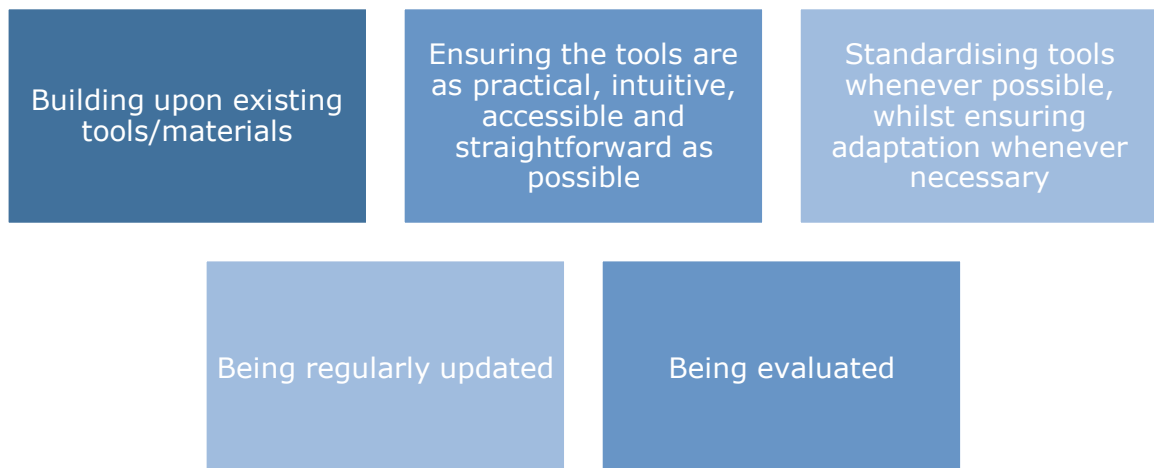 Building upon existing
tools/materials
Ensuring the tools are
as practical, intuitive,
accessible and
straightforward as
possible
Standardising tools
whenever possible,
whilst ensuring
adaptation whenever
necessary
Being regularly updated
Being evaluated